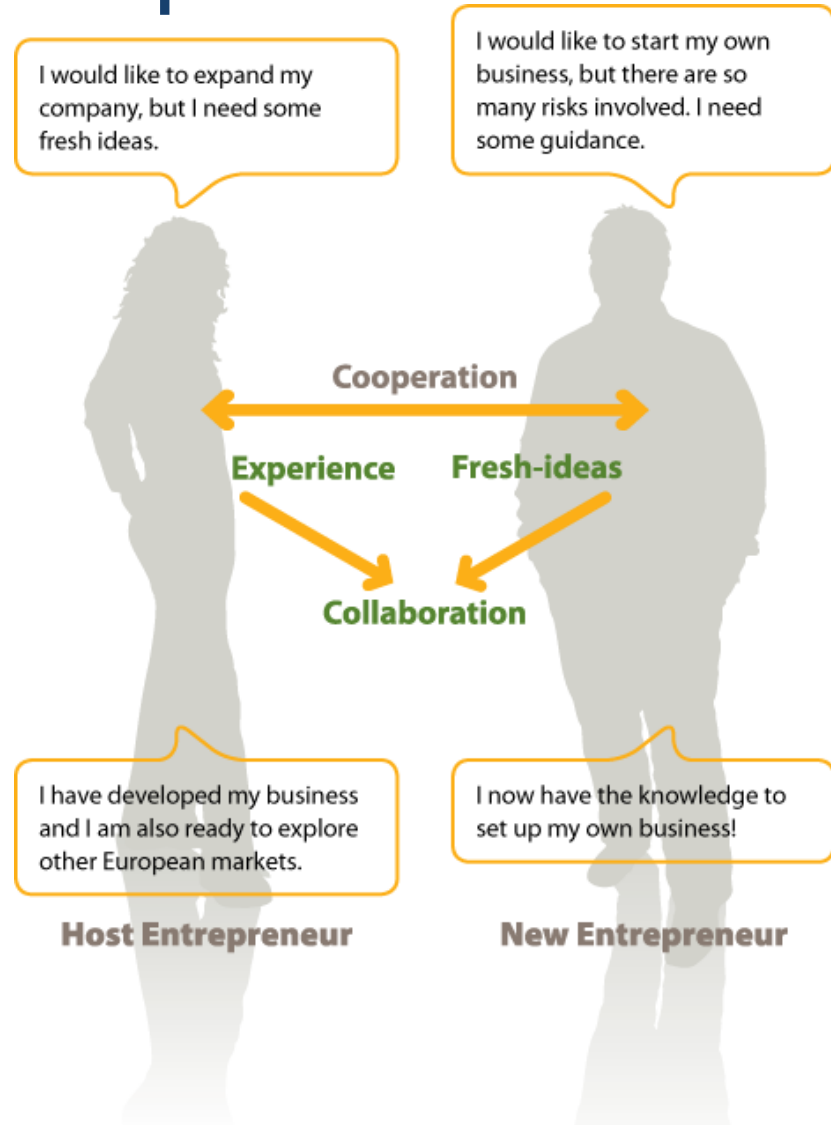 I would like to expand my
company, but I need some
fresh ideas.
I would like to start my own
business, but there are so
many risks involved. I need
some guidance.
Cooperation
Experience
Fresh-ideas
Collaboration
I have developed my business
and I am also ready to explore
other European markets.
I now have the knowledge to
set up my own business!
Host Entrepreneur
New Entrepreneur